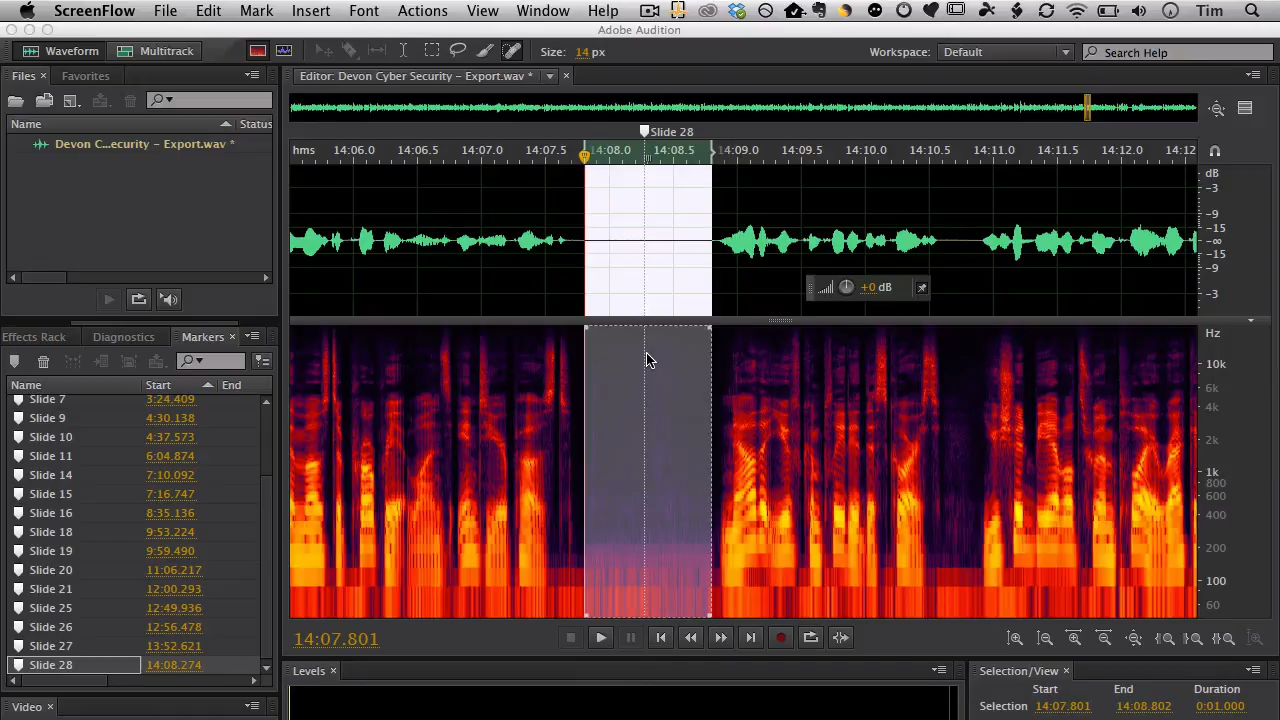 ScreenFlow File Edit Mark Insert Font Actions View Window Help Tim
Adobe Audition
Waveform Multitrack Size: 14 px Workspace: Default Search Help
Files × Favorites
Editor: Devon Cyber Security – Export.wav *
Name Status
Devon C...ecurity – Export.wav *
Slide 28
hms 14:06.0 14:06.5 14:07.0 14:07.5 14:08.0 14:08.5 14:09.0 14:09.5 14:10.0 14:10.5 14:11.0 14:11.5 14:12.0 14:12
dB
-3
-9
-15
-∞
-15
-9
-3
+0 dB
Effects Rack Diagnostics Markers ×
Name Start End
Slide 7 3:24.409
Slide 9 4:30.138
Slide 10 4:37.573
Slide 11 6:04.874
Slide 14 7:10.092
Slide 15 7:16.747
Slide 16 8:35.136
Slide 18 9:53.224
Slide 19 9:59.490
Slide 20 11:06.217
Slide 21 12:00.293
Slide 25 12:49.936
Slide 26 12:56.478
Slide 27 13:52.621
Slide 28 14:08.274
Hz
10k
6k
4k
2k
1k
800
600
400
200
100
60
14:07.801
Video ×
Levels ×
Selection/View ×
Start End Duration
Selection 14:07.801 14:08.802 0:01.000